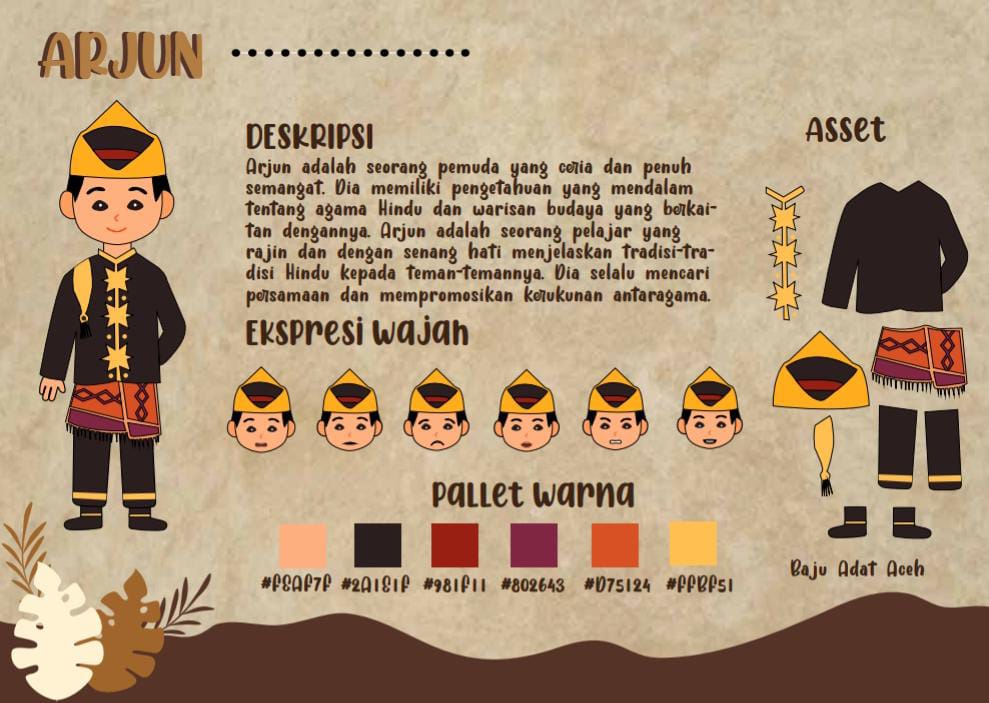 ARJUN
DESKRIPSI
Arjun adalah seorang pemuda yang ceria dan penuh
semangat. Dia memiliki pengetahuan yang mendalam
tentang agama Hindu dan warisan budaya yang berkai-
tan dengannya. Arjun adalah seorang pelajar yang
rajin dan dengan senang hati menjelaskan tradisi-tra-
disi Hindu kepada teman-temannya. Dia selalu mencari
persamaan dan mempromosikan kerukunan antaragama.
Ekspresi Wajah
Pallet Warna
#FEAF7F #2A1E1F #981F11 #802643 #D75124 #FFBF51
Asset
Baju Adat Aceh